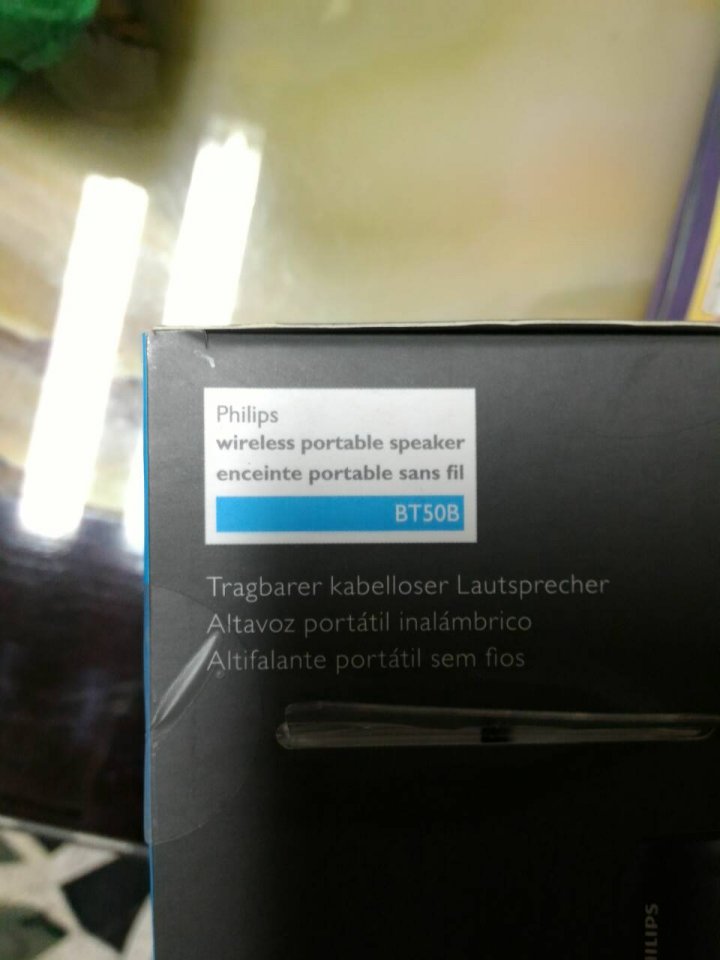 Philips
wireless portable speaker
enceinte portable sans fil
BT50B
Tragbarer kabelloser Lautsprecher
Altavoz portátil inalámbrico
Altifalante portátil sem fios